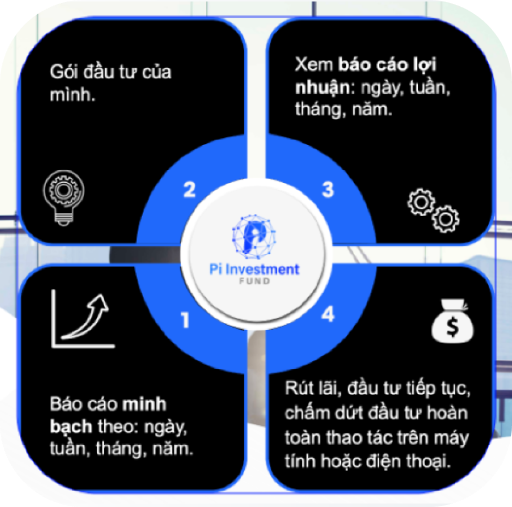 Gói đầu tư của
mình.
Xem báo cáo lợi
nhuận: ngày, tuần,
tháng, năm.
2
3
Pi Investment
FUND
1
4
$
Báo cáo minh
bạch theo: ngày,
tuần, tháng, năm.
Rút lãi, đầu tư tiếp tục,
chấm dứt đầu tư hoàn
toàn thao tác trên máy
tính hoặc điện thoại.